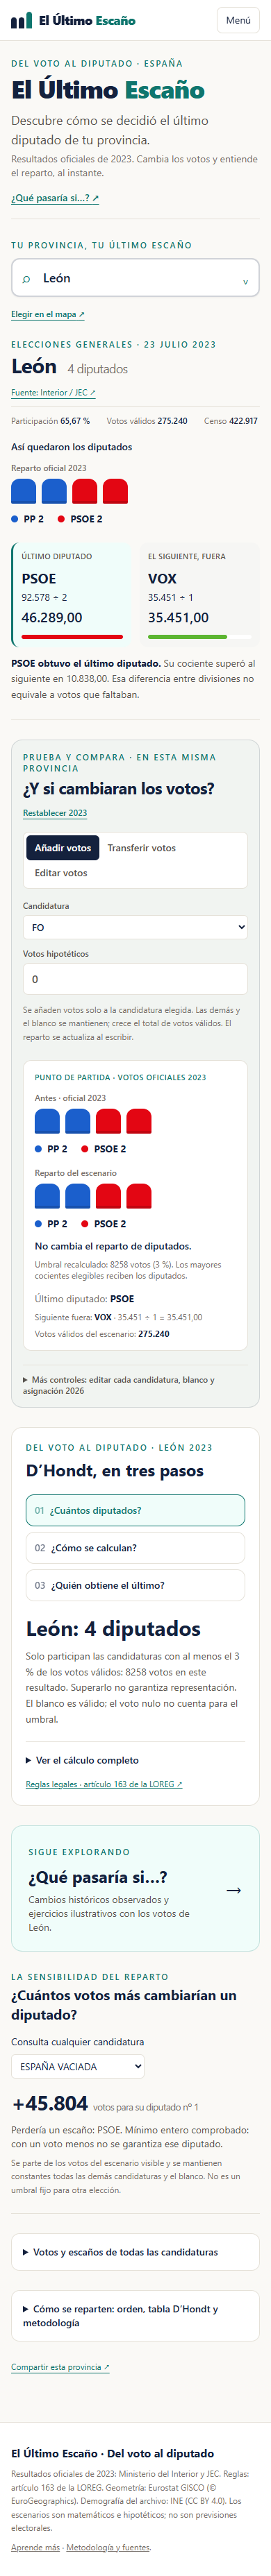 El Último Escaño
Menú
DEL VOTO AL DIPUTADO · ESPAÑA
El Último Escaño
Descubre cómo se decidió el último
diputado de tu provincia.
Resultados oficiales de 2023. Cambia los votos y entiende
el reparto, al instante.
¿Qué pasaría si…? ↗
TU PROVINCIA, TU ÚLTIMO ESCAÑO
León
Elegir en el mapa ↗
ELECCIONES GENERALES · 23 JULIO 2023
León 4 diputados
Fuente: Interior / JEC ↗
Participación 65,67 % Votos válidos 275.240 Censo 422.917
Así quedaron los diputados
Reparto oficial 2023
PP 2 PSOE 2
ÚLTIMO DIPUTADO
PSOE
92.578 ÷ 2
46.289,00
EL SIGUIENTE, FUERA
VOX
35.451 ÷ 1
35.451,00
PSOE obtuvo el último diputado. Su cociente superó al
siguiente en 10.838,00. Esa diferencia entre divisiones no
equivale a votos que faltaban.
PRUEBA Y COMPARA · EN ESTA MISMA
PROVINCIA
¿Y si cambiaran los votos?
Restablecer 2023
Añadir votos Transferir votos
Editar votos
Candidatura
FO
Votos hipotéticos
0
Se añaden votos solo a la candidatura elegida. Las demás y
el blanco se mantienen; crece el total de votos válidos. El
reparto se actualiza al escribir.
PUNTO DE PARTIDA · VOTOS OFICIALES 2023
Antes · oficial 2023
PP 2 PSOE 2
Reparto del escenario
PP 2 PSOE 2
No cambia el reparto de diputados.
Umbral recalculado: 8258 votos (3 %). Los mayores
cocientes elegibles reciben los diputados.
Último diputado: PSOE
Siguiente fuera: VOX · 35.451 ÷ 1 = 35.451,00
Votos válidos del escenario: 275.240
▶ Más controles: editar cada candidatura, blanco y
asignación 2026
DEL VOTO AL DIPUTADO · LEÓN 2023
D’Hondt, en tres pasos
01 ¿Cuántos diputados?
02 ¿Cómo se calculan?
03 ¿Quién obtiene el último?
León: 4 diputados
Solo participan las candidaturas con al menos el 3
% de los votos válidos: 8258 votos en este
resultado. Superarlo no garantiza representación.
El blanco es válido; el voto nulo no cuenta para el
umbral.
▶ Ver el cálculo completo
Reglas legales · artículo 163 de la LOREG ↗
SIGUE EXPLORANDO
¿Qué pasaría si…?
Cambios históricos observados y
ejercicios ilustrativos con los votos de
León.
→
LA SENSIBILIDAD DEL REPARTO
¿Cuántos votos más cambiarían un
diputado?
Consulta cualquier candidatura
ESPAÑA VACIADA
+45.804 votos para su diputado nº 1
Perdería un escaño: PSOE. Mínimo entero comprobado:
con un voto menos no se garantiza ese diputado.
Se parte de los votos del escenario visible y se mantienen
constantes todas las demás candidaturas y el blanco. No es un
umbral fijo para otra elección.
▶ Votos y escaños de todas las candidaturas
▶ Cómo se reparten: orden, tabla D’Hondt y
metodología
Compartir esta provincia ↗
El Último Escaño · Del voto al diputado
Resultados oficiales de 2023: Ministerio del Interior y JEC. Reglas:
artículo 163 de la LOREG. Geometría: Eurostat GISCO (©
EuroGeographics). Demografía del archivo: INE (CC BY 4.0). Los
escenarios son matemáticos e hipotéticos; no son previsiones
electorales.
Aprende más · Metodología y fuentes.